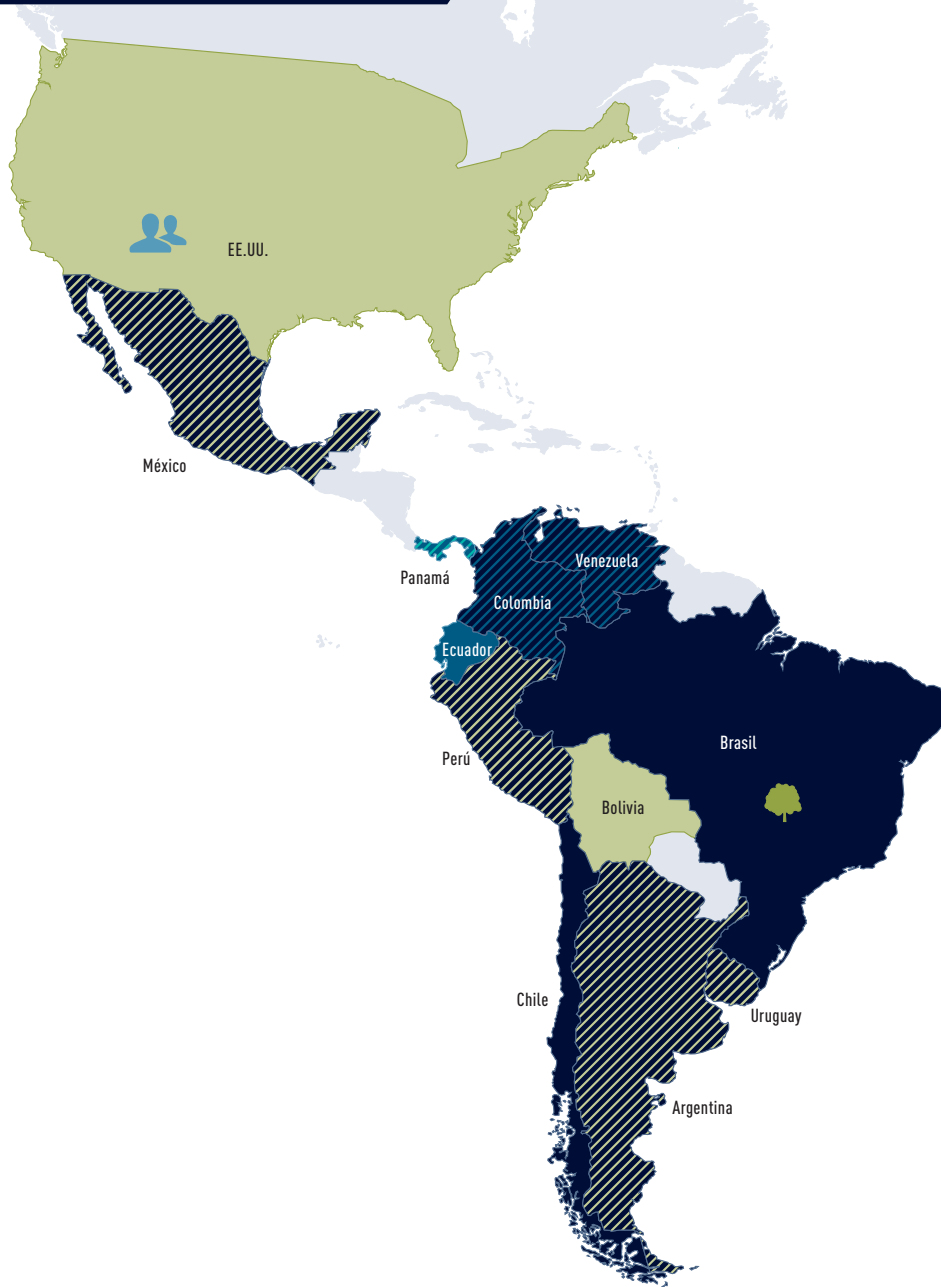 EE.UU.
México
Venezuela
Panamá
Colombia
Ecuador
Brasil
Perú
Bolivia
Chile
Uruguay
Argentina